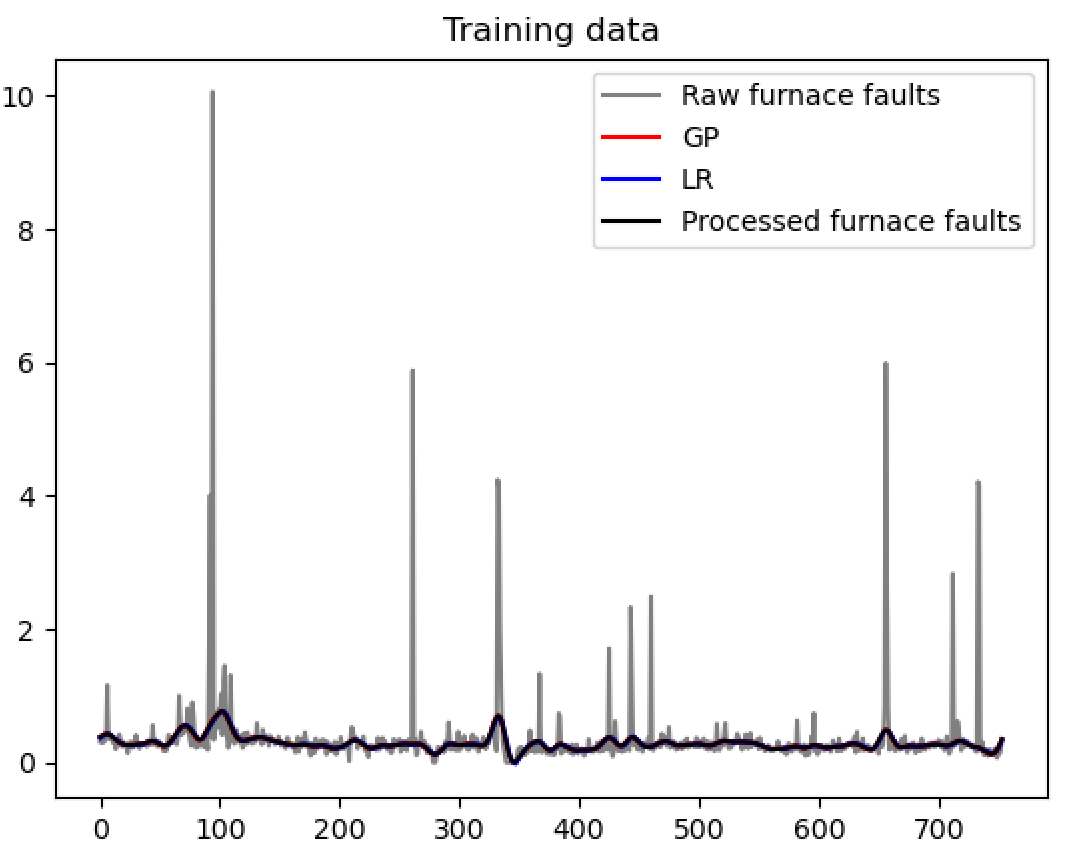 Training data
Raw furnace faults
GP
LR
Processed furnace faults
10
8
6
4
2
0
0 100 200 300 400 500 600 700